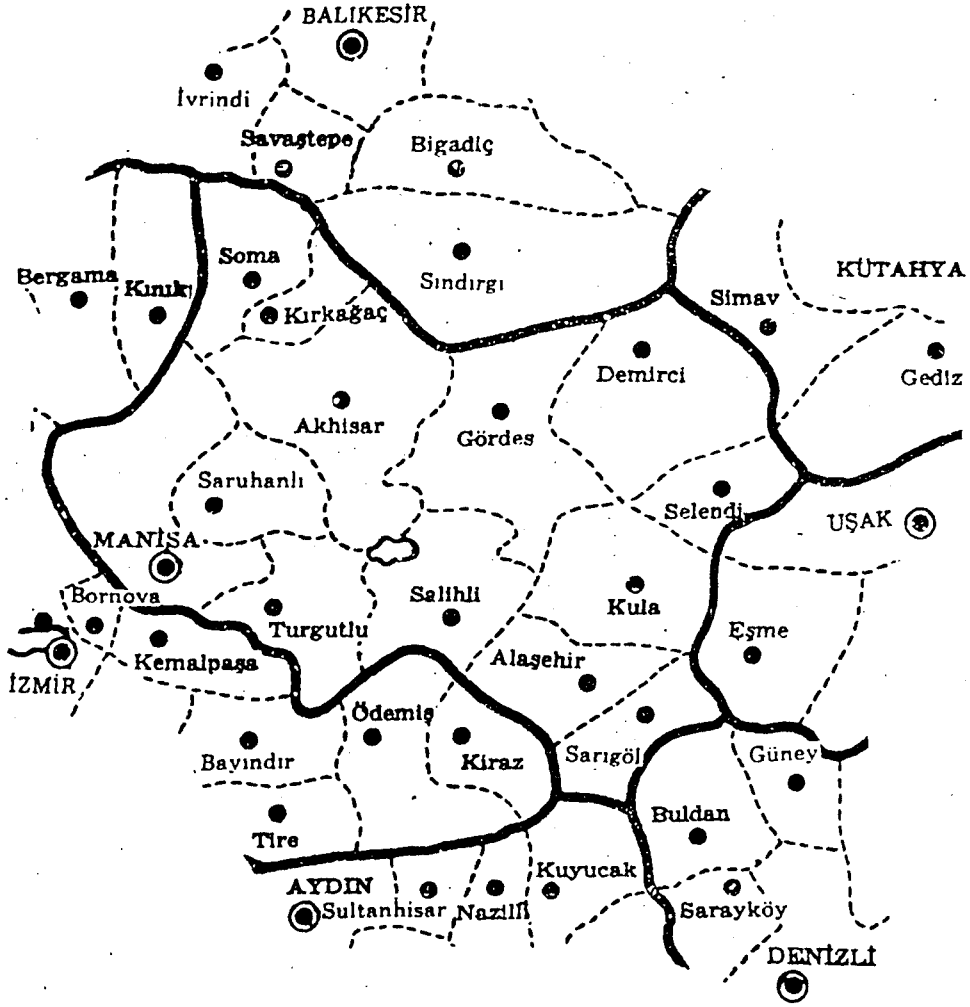 BALIKESİR
İvrindi
Savaştepe
Bigadiç
Soma
Sındırgı
KÜTAHYA
Bergama
Kınık
Simav
Kırkağaç
Demirci
Gediz
Akhisar
Gördes
Saruhanlı
Selendi
UŞAK
MANİSA
Bornova
Salihli
Kula
Turgutlu
Eşme
Kemalpaşa
Alaşehir
İZMİR
Ödemiş
Bayındır
Kiraz
Sarıgöl
Güney
Buldan
Tire
Kuyucak
AYDIN
Sultanhisar
Nazilli
Sarayköy
DENİZLİ